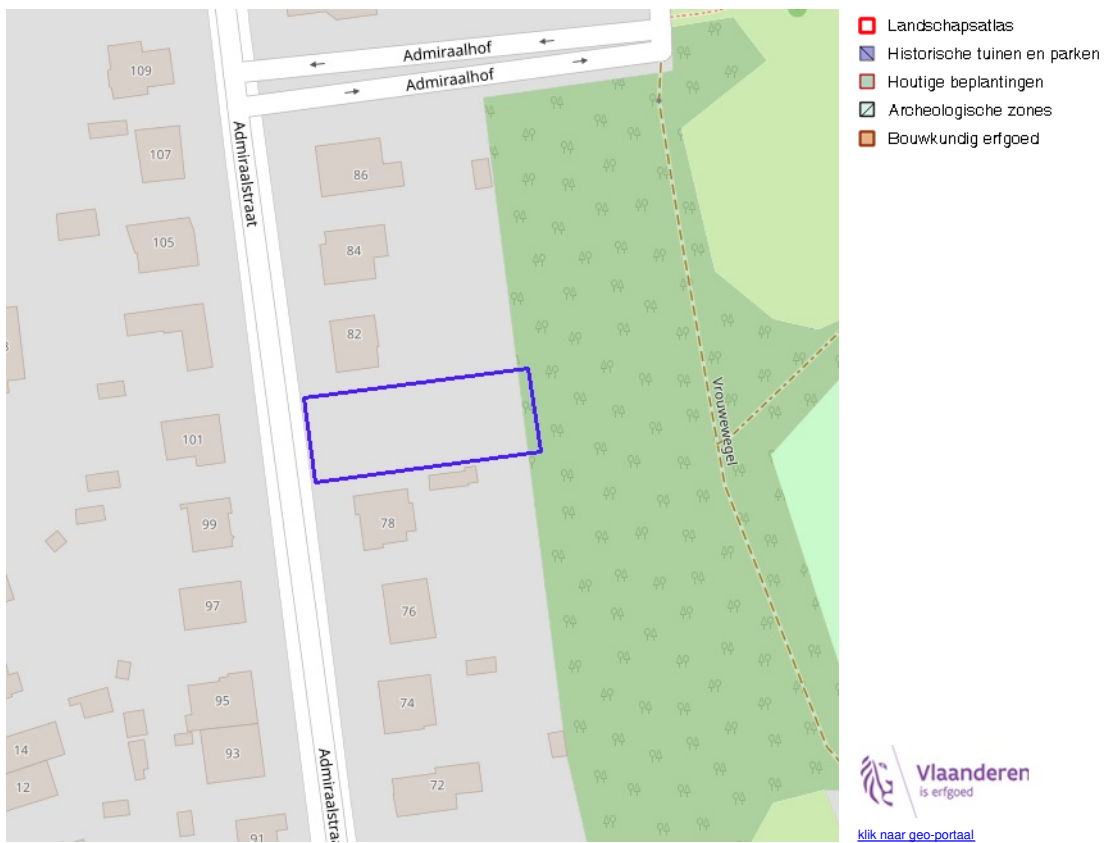 Admiraalhof
Admiraalhof
Admiraalstraat
109
107
105
86
84
82
101
99
78
97
76
95
74
93
14
12
72
91
Vrouwewegel
Admiraalstraa
Landschapsatlas
Historische tuinen en parken
Houtige beplantingen
Archeologische zones
Bouwkundig erfgoed
Vlaanderen
is erfgoed
klik naar geo-portaal